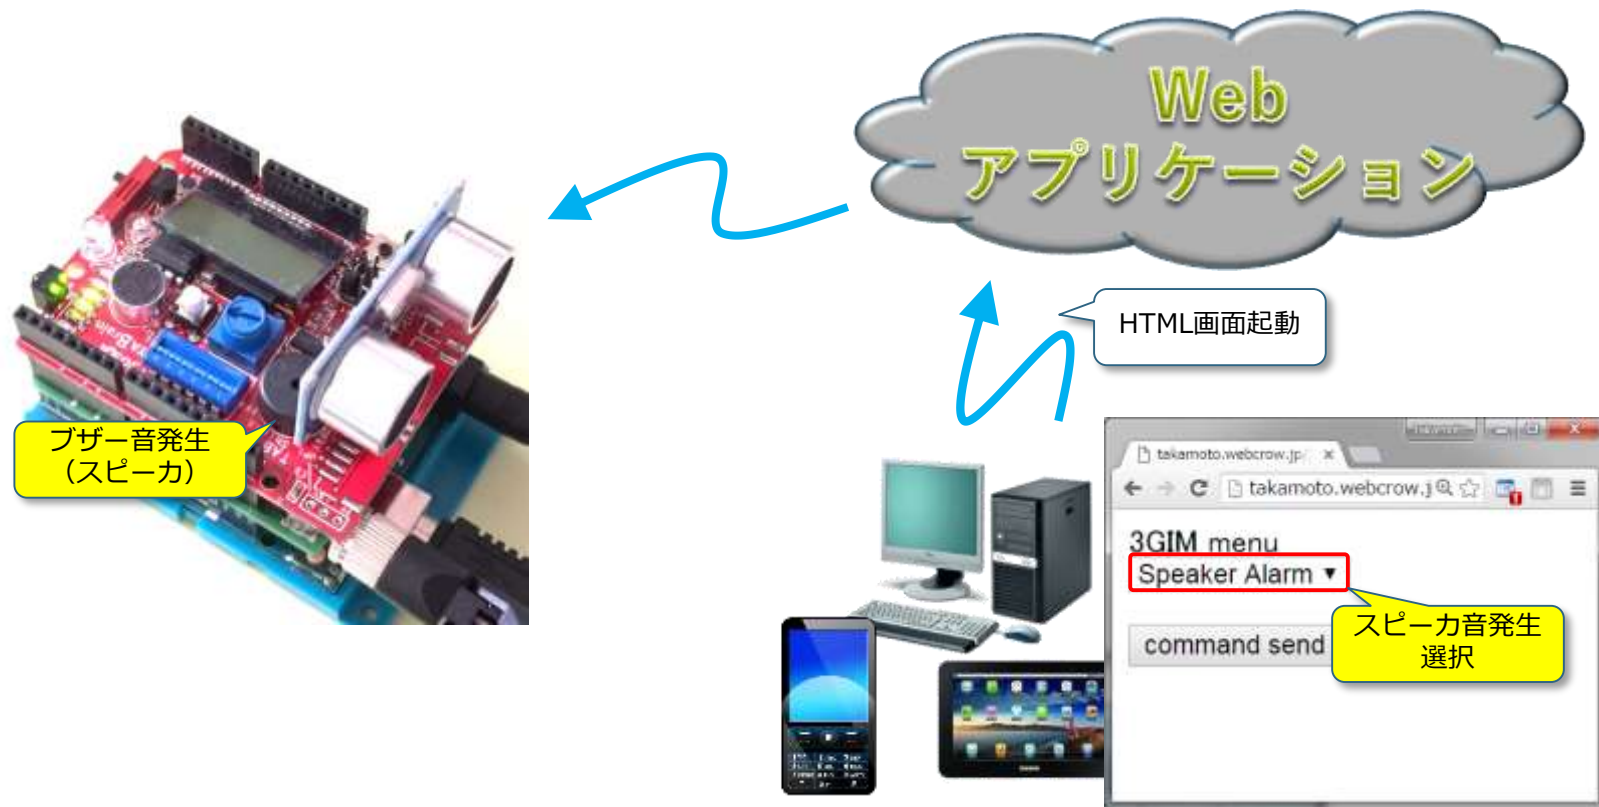 Web
アプリケーション
HTML画面起動
ブザー音発生
（スピーカ）
takamoto.webcrow.jp/
takamoto.webcrow.j
3GIM menu
Speaker Alarm ▼
command send
スピーカ音発生
選択